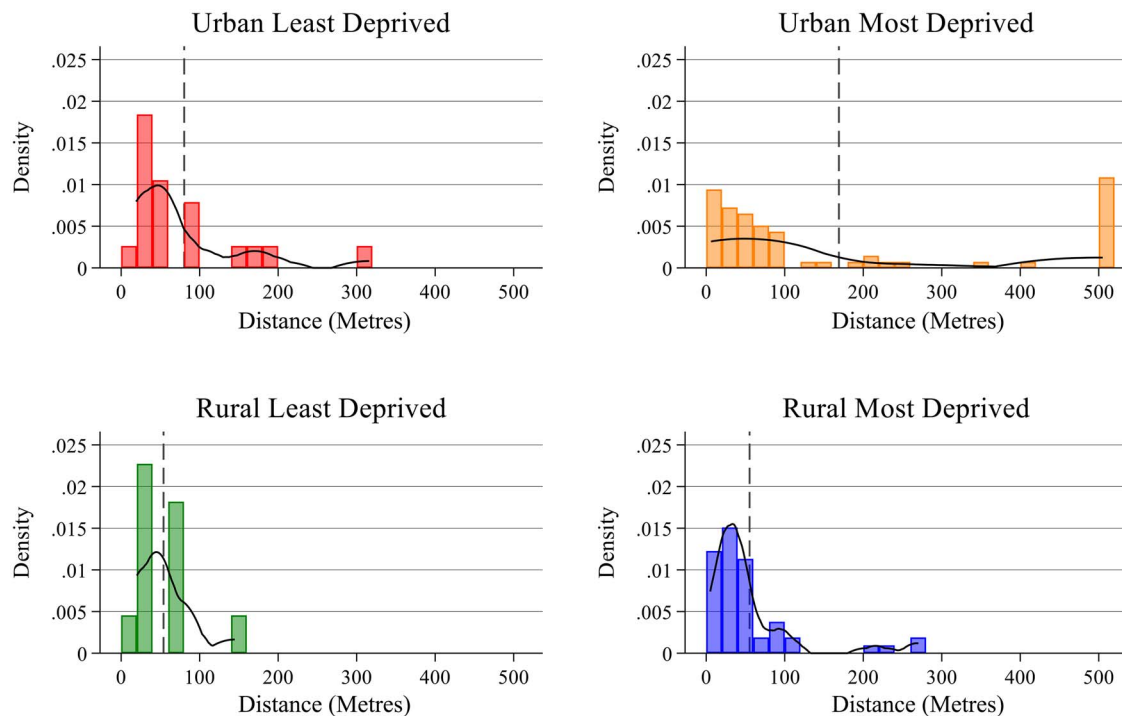 Urban Least Deprived
Density
.025
.02
.015
.01
.005
0
0 100 200 300 400 500
Distance (Metres)
Urban Most Deprived
Density
.025
.02
.015
.01
.005
0
0 100 200 300 400 500
Distance (Metres)
Rural Least Deprived
Density
.025
.02
.015
.01
.005
0
0 100 200 300 400 500
Distance (Metres)
Rural Most Deprived
Density
.025
.02
.015
.01
.005
0
0 100 200 300 400 500
Distance (Metres)